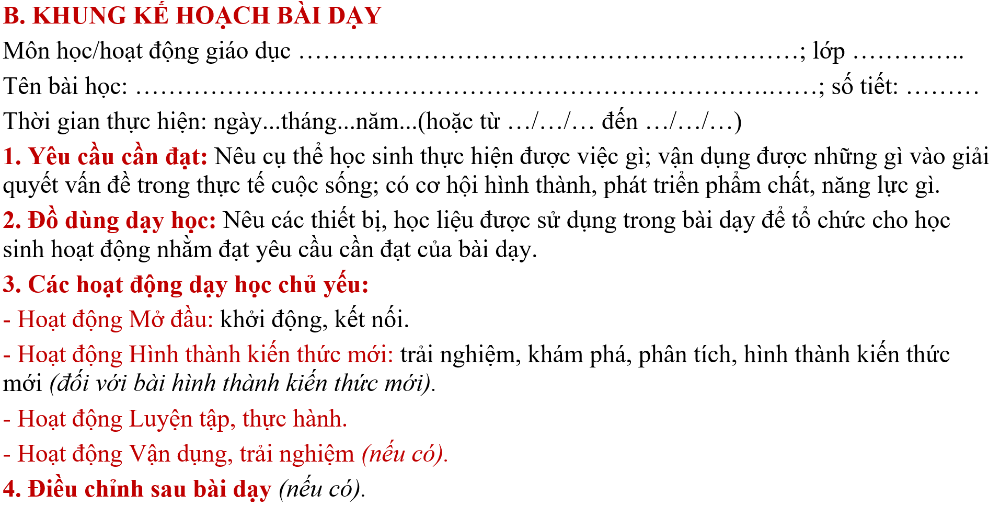 B. KHUNG KẾ HOẠCH BÀI DẠY
Môn học/hoạt động giáo dục ……………………………………………………; lớp …………..
Tên bài học: …………………………………………………………………..……; số tiết: ………
Thời gian thực hiện: ngày...tháng...năm...(hoặc từ …/…/… đến …/…/…)
1. Yêu cầu cần đạt: Nêu cụ thể học sinh thực hiện được việc gì; vận dụng được những gì vào giải
quyết vấn đề trong thực tế cuộc sống; có cơ hội hình thành, phát triển phẩm chất, năng lực gì.
2. Đồ dùng dạy học: Nêu các thiết bị, học liệu được sử dụng trong bài dạy để tổ chức cho học
sinh hoạt động nhằm đạt yêu cầu cần đạt của bài dạy.
3. Các hoạt động dạy học chủ yếu:
- Hoạt động Mở đầu: khởi động, kết nối.
- Hoạt động Hình thành kiến thức mới: trải nghiệm, khám phá, phân tích, hình thành kiến thức
mới (đối với bài hình thành kiến thức mới).
- Hoạt động Luyện tập, thực hành.
- Hoạt động Vận dụng, trải nghiệm (nếu có).
4. Điều chỉnh sau bài dạy (nếu có).